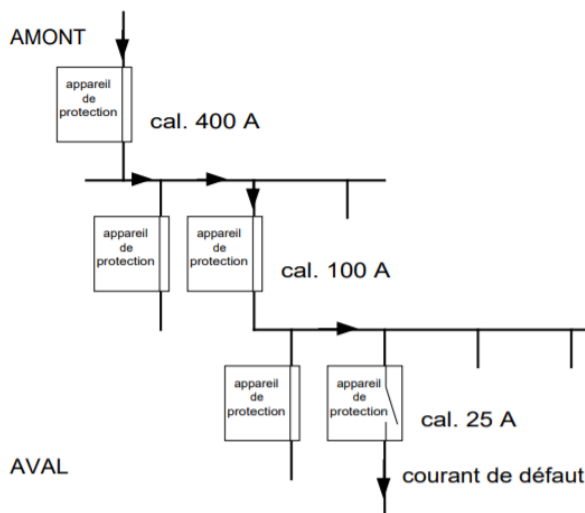 AMONT
appareil
de
protection
cal. 400 A
appareil
de
protection
appareil
de
protection
cal. 100 A
appareil
de
protection
appareil
de
protection
cal. 25 A
AVAL
courant de défaut